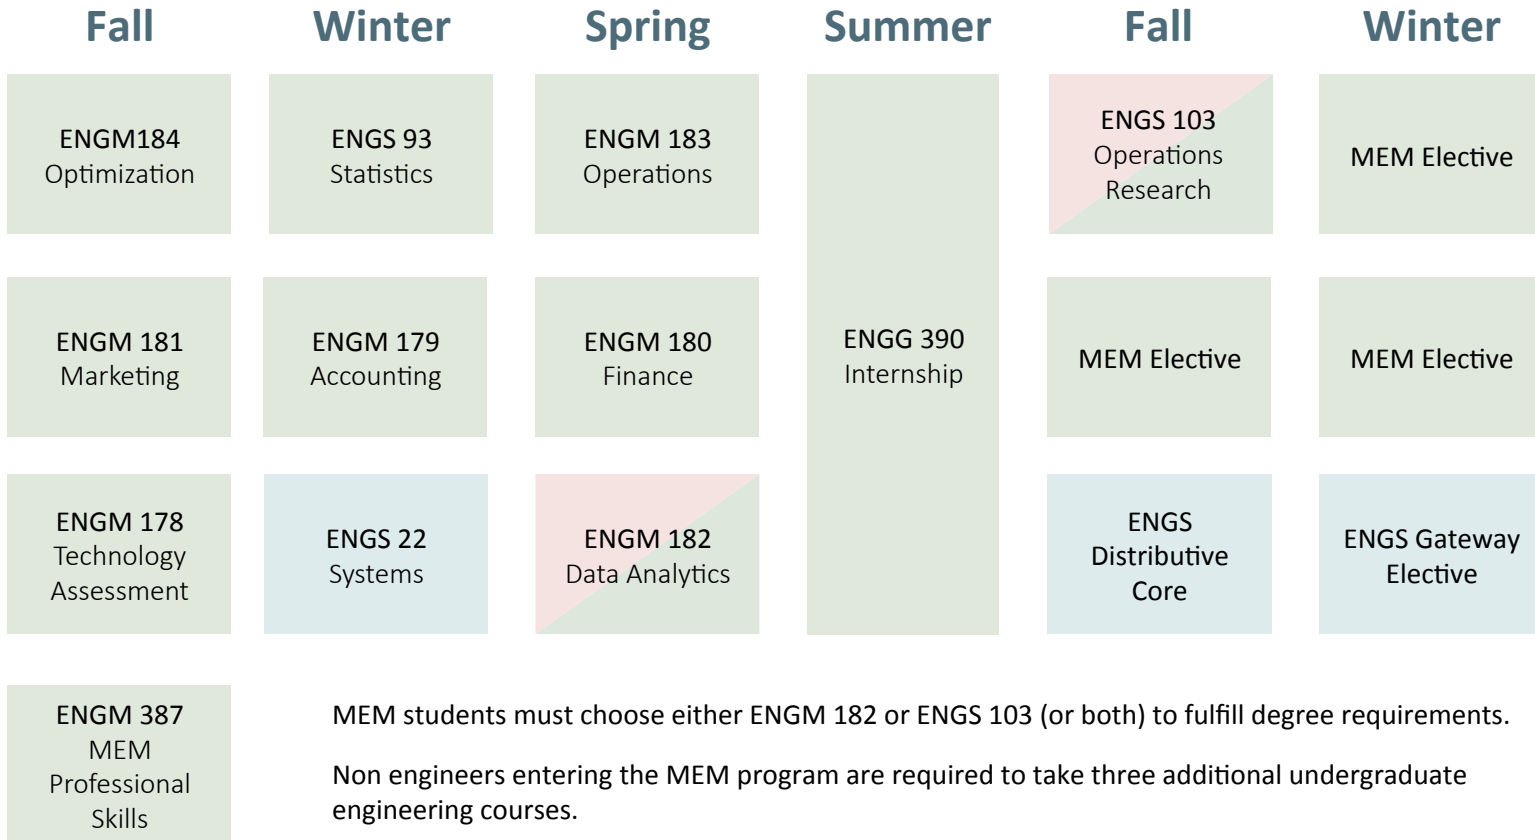 Fall Winter Spring Summer Fall Winter
ENGM184
Optimization
ENGS 93
Statistics
ENGM 183
Operations
ENGS 103
Operations
Research
MEM Elective
ENGM 181
Marketing
ENGM 179
Accounting
ENGM 180
Finance
ENGG 390
Internship
MEM Elective
MEM Elective
ENGM 178
Technology
Assessment
ENGS 22
Systems
ENGM 182
Data Analytics
ENGS
Distributive
Core
ENGS Gateway
Elective
ENGM 387
MEM
Professional
Skills
MEM students must choose either ENGM 182 or ENGS 103 (or both) to fulfill degree requirements.
Non engineers entering the MEM program are required to take three additional undergraduate
engineering courses.